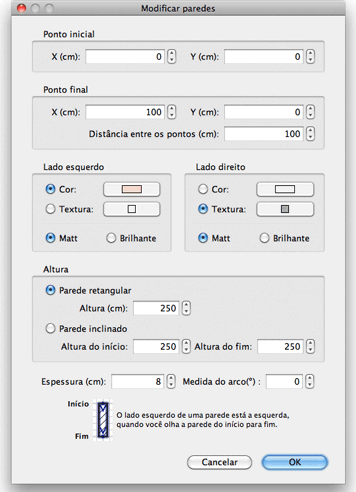 Modificar paredes
Ponto inicial
X (cm): 0 Y (cm): 0
Ponto final
X (cm): 100 Y (cm): 0
Distância entre os pontos (cm): 100
Lado esquerdo Lado direito
Cor: Cor:
Textura: Textura:
Matt Brilhante Matt Brilhante
Altura
Parede retangular
Altura (cm): 250
Parede inclinado
Altura do início: 250 Altura do fim: 250
Espessura (cm): 8 Medida do arco(°) : 0
Início
O lado esquerdo de uma parede está a esquerda,
quando você olha a parede do início para fim.
Fim
Cancelar OK